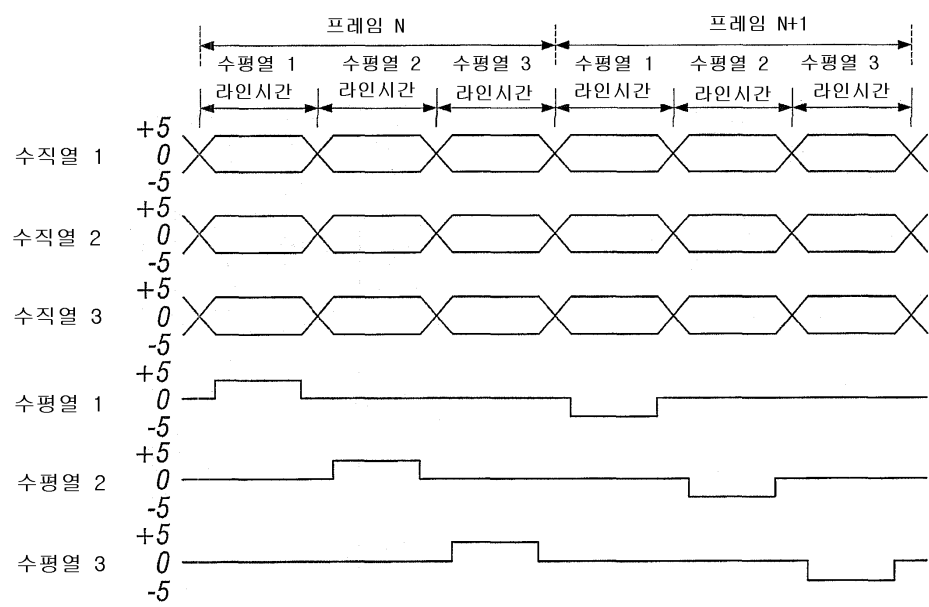 프레임 N 프레임 N+1
수평열 1 수평열 2 수평열 3 수평열 1 수평열 2 수평열 3
라인시간 라인시간 라인시간 라인시간 라인시간 라인시간
+5
수직열 1 0
-5
+5
수직열 2 0
-5
+5
수직열 3 0
-5
+5
수평열 1 0
-5
+5
수평열 2 0
-5
+5
수평열 3 0
-5